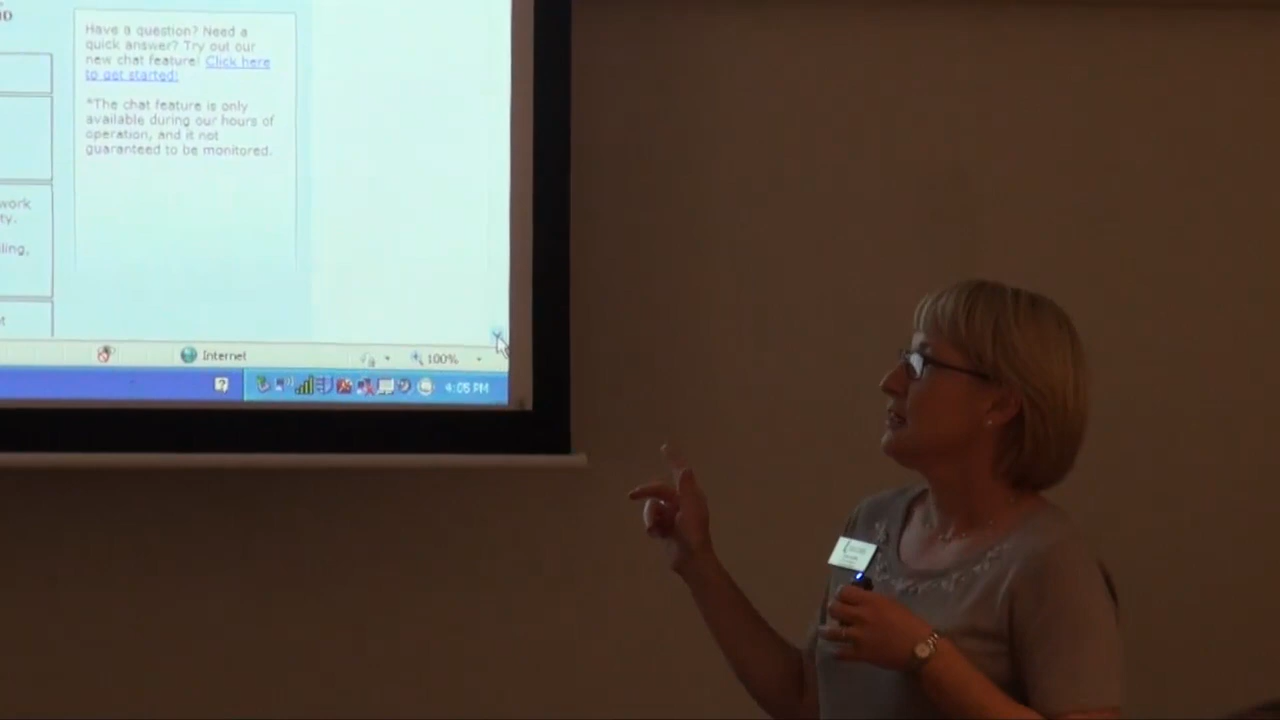 Have a question? Need a
quick answer? Try out our
new chat feature! Click here
to get started!
*The chat feature is only
available during our hours of
operation, and it not
guaranteed to be monitored.
work
ty.
ling,
Internet
100%
4:05 PM